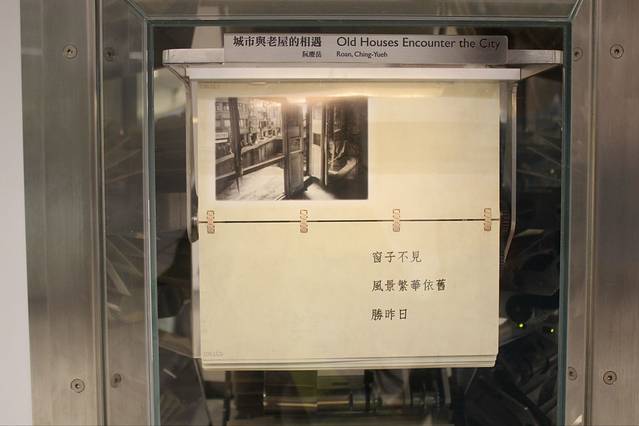 城市與老屋的相遇 Old Houses Encounter the City
阮慶岳 Roan, Ching-Yueh
窗子不見
風景繁華依舊
勝昨日